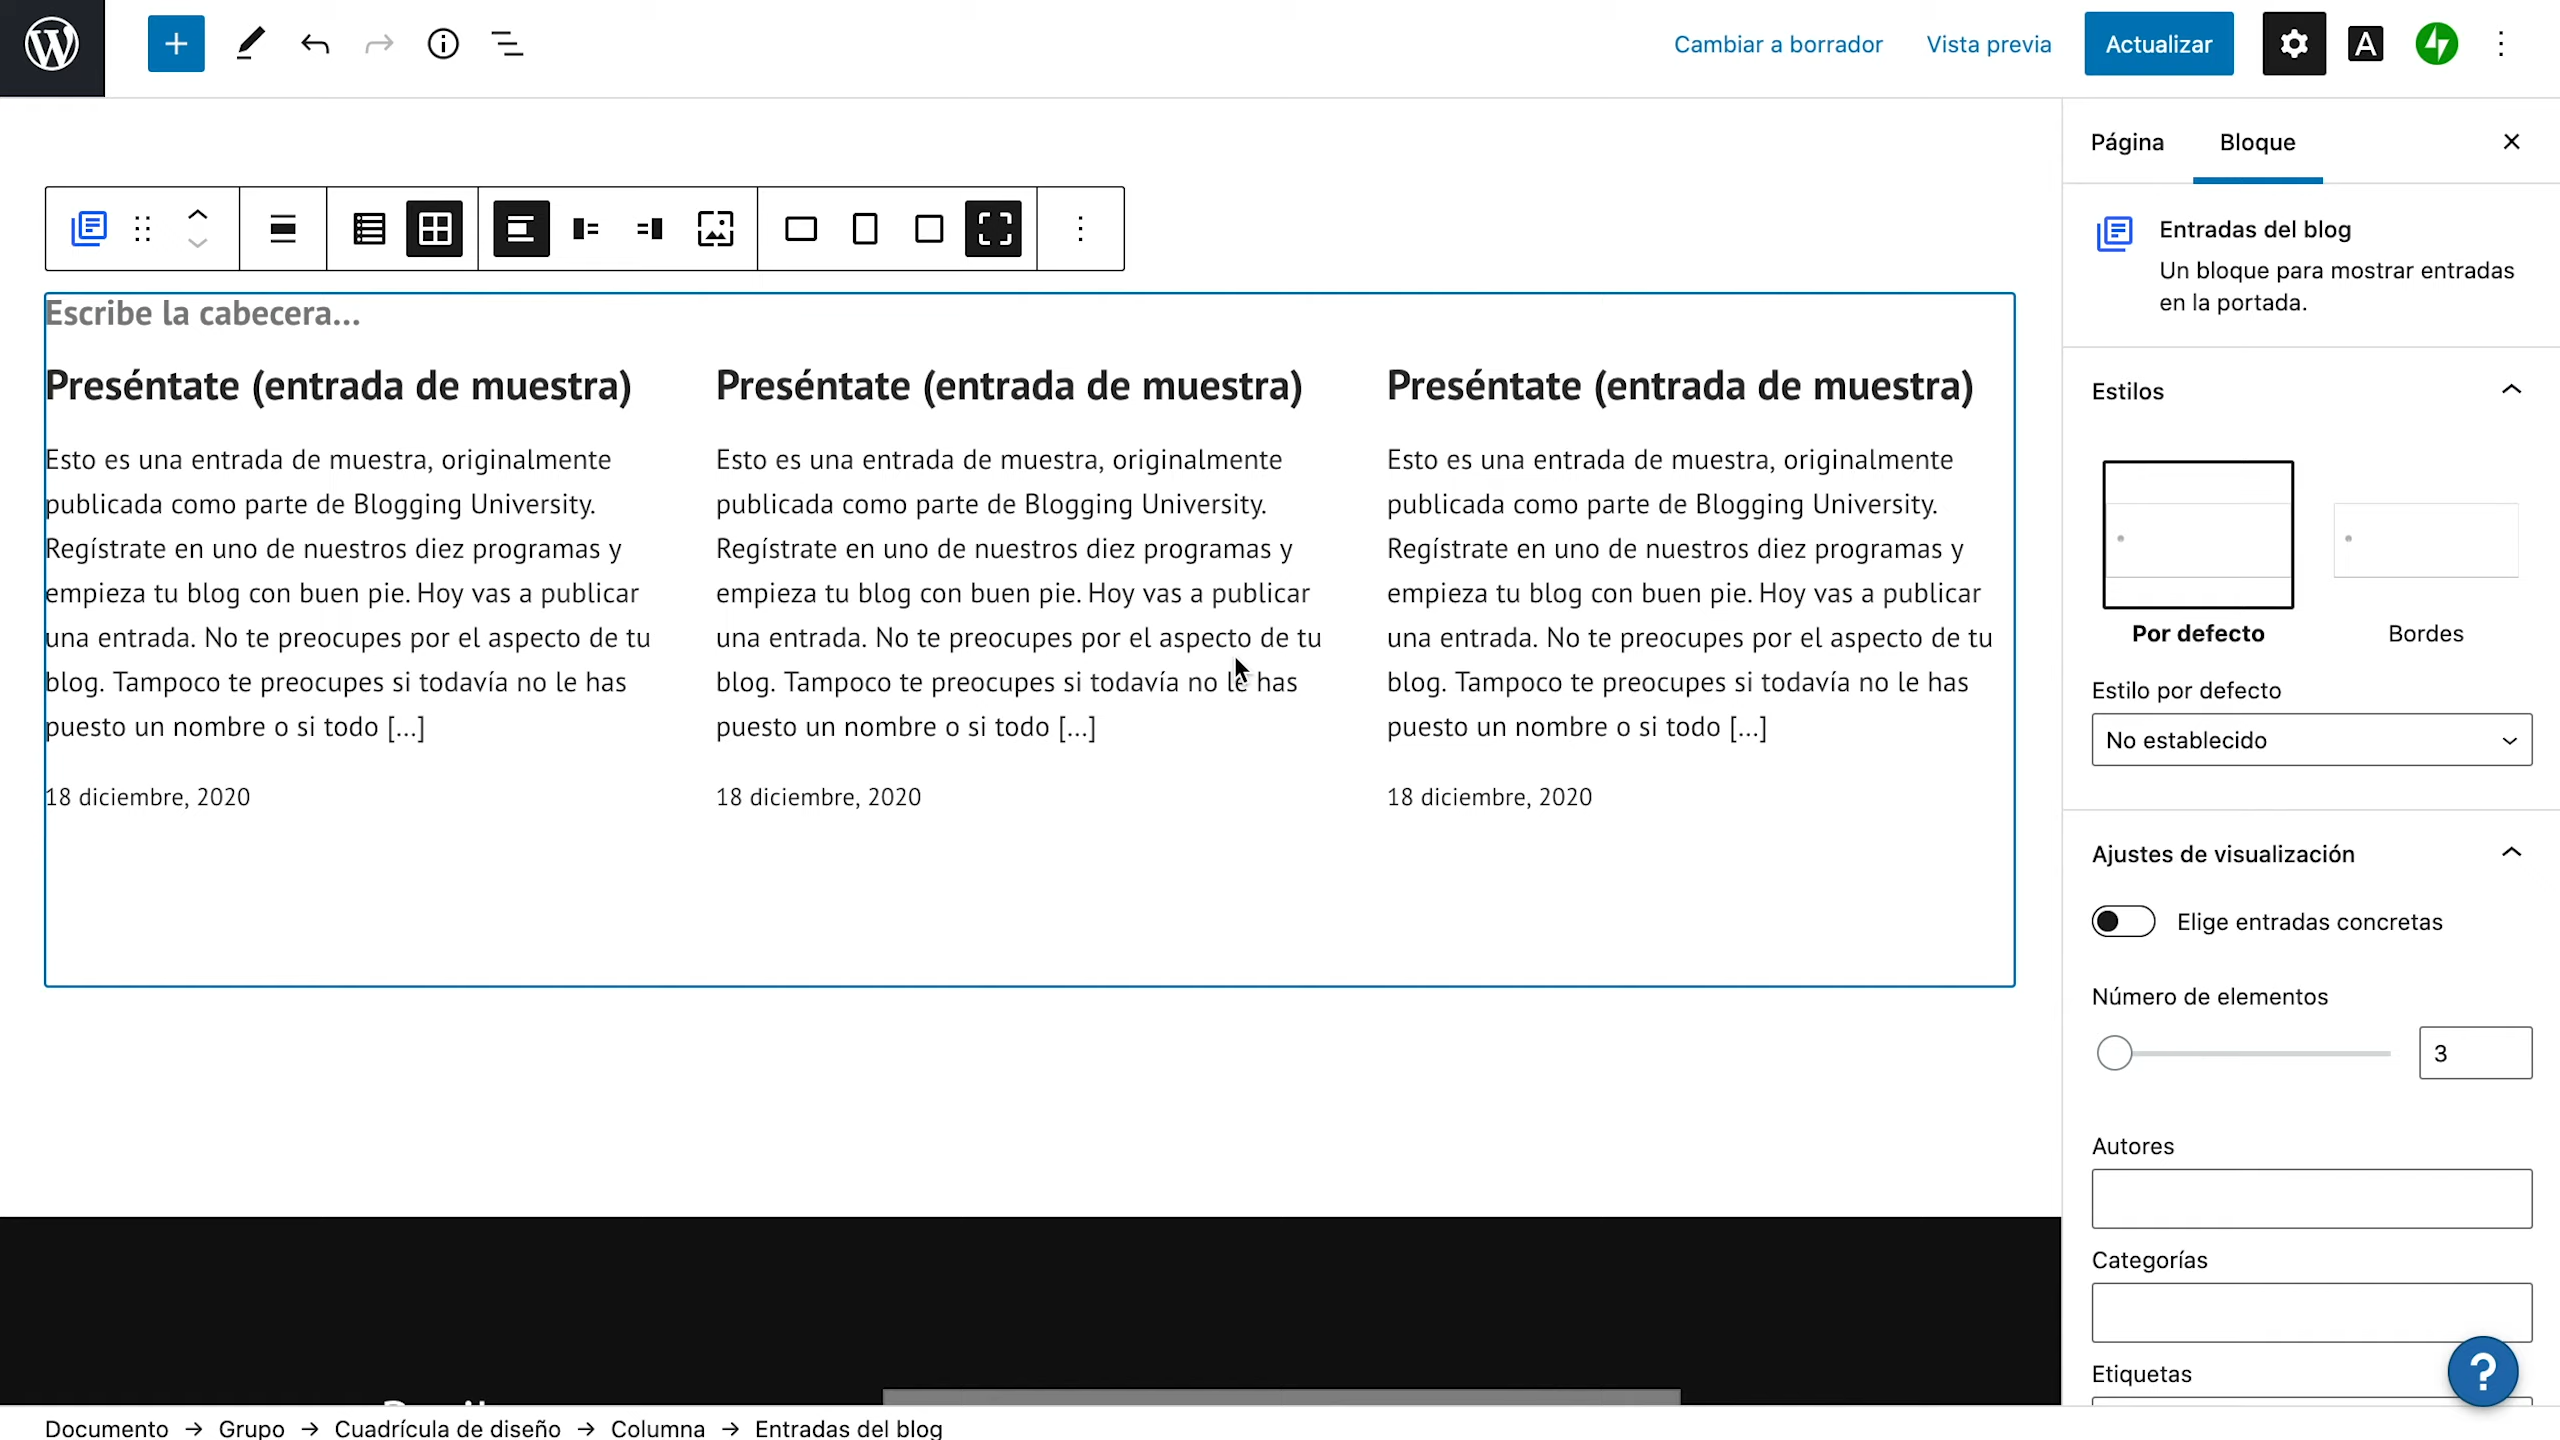 Cambiar a borrador
Vista previa
Actualizar
A
Escribe la cabecera...
Preséntate (entrada de muestra)
Esto es una entrada de muestra, originalmente
publicada como parte de Blogging University.
Regístrate en uno de nuestros diez programas y
empieza tu blog con buen pie. Hoy vas a publicar
una entrada. No te preocupes por el aspecto de tu
blog. Tampoco te preocupes si todavía no le has
puesto un nombre o si todo [...]
18 diciembre, 2020
Preséntate (entrada de muestra)
Esto es una entrada de muestra, originalmente
publicada como parte de Blogging University.
Regístrate en uno de nuestros diez programas y
empieza tu blog con buen pie. Hoy vas a publicar
una entrada. No te preocupes por el aspecto de tu
blog. Tampoco te preocupes si todavía no le has
puesto un nombre o si todo [...]
18 diciembre, 2020
Preséntate (entrada de muestra)
Esto es una entrada de muestra, originalmente
publicada como parte de Blogging University.
Regístrate en uno de nuestros diez programas y
empieza tu blog con buen pie. Hoy vas a publicar
una entrada. No te preocupes por el aspecto de tu
blog. Tampoco te preocupes si todavía no le has
puesto un nombre o si todo [...]
18 diciembre, 2020
Página
Bloque
Entradas del blog
Un bloque para mostrar entradas
en la portada.
Estilos
Por defecto
Bordes
Estilo por defecto
No establecido
Ajustes de visualización
Elige entradas concretas
Número de elementos
3
Autores
Categorías
Etiquetas
?
Documento → Grupo → Cuadrícula de diseño → Columna → Entradas del blog